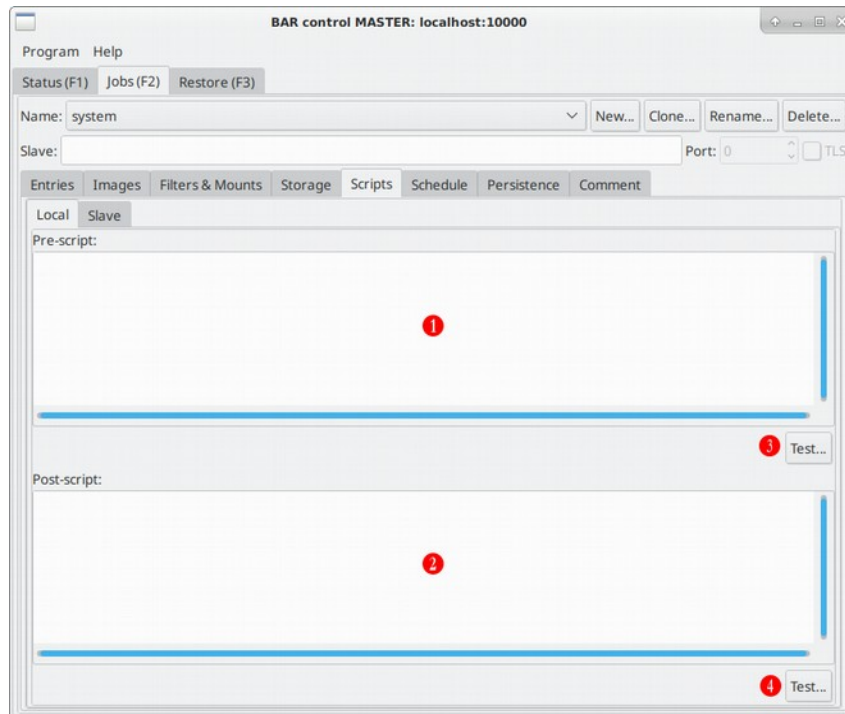 BAR control MASTER: localhost:10000
Program Help
Status (F1) Jobs (F2) Restore (F3)
Name: system New... Clone... Rename... Delete...
Slave: Port: 0 TLS
Entries Images Filters & Mounts Storage Scripts Schedule Persistence Comment
Local Slave
Pre-script:
1
3 Test...
Post-script:
2
4 Test...